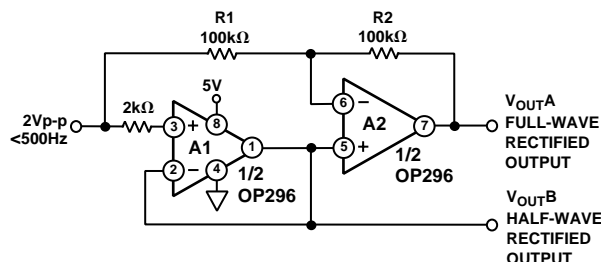 R1
100kΩ
R2
100kΩ
2Vp-p
<500Hz
2kΩ
5V
3
+
8
A1
1
2
−
4
1/2
OP296
6
−
A2
7
5
+
1/2
OP296
VOUTA
FULL-WAVE
RECTIFIED
OUTPUT
VOUTB
HALF-WAVE
RECTIFIED
OUTPUT